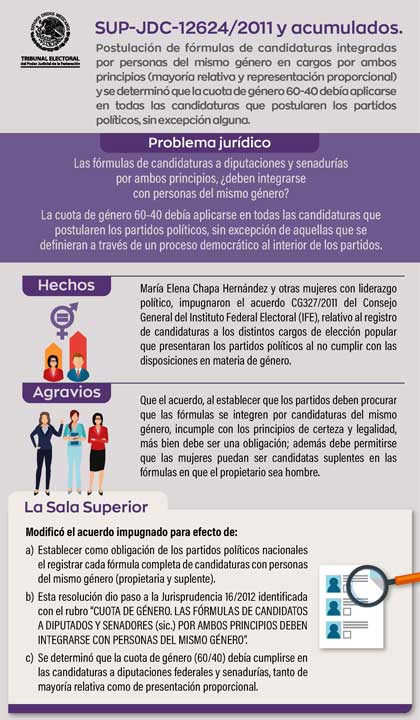 TRIBUNAL ELECTORAL
del Poder Judicial de la Federación
SUP-JDC-12624/2011 y acumulados.
Postulación de fórmulas de candidaturas integradas
por personas del mismo género en cargos por ambos
principios (mayoría relativa y representación proporcional)
y se determinó que la cuota de género 60-40 debía aplicarse
en todas las candidaturas que postularen los partidos
políticos, sin excepción alguna.
Problema jurídico
Las fórmulas de candidaturas a diputaciones y senadurías
por ambos principios, ¿deben integrarse
con personas del mismo género?
La cuota de género 60-40 debía aplicarse en todas las candidaturas que
postularen los partidos políticos, sin excepción de aquellas que se
definieran a través de un proceso democrático al interior de los partidos.
Hechos
María Elena Chapa Hernández y otras mujeres con liderazgo
político, impugnaron el acuerdo CG327/2011 del Consejo
General del Instituto Federal Electoral (IFE), relativo al registro
de candidaturas a los distintos cargos de elección popular
que presentaran los partidos políticos al no cumplir con las
disposiciones en materia de género.
Agravios
Que el acuerdo, al establecer que los partidos deben procurar
que las fórmulas se integren por candidaturas del mismo
género, incumple con los principios de certeza y legalidad,
más bien debe ser una obligación; además debe permitirse
que las mujeres puedan ser candidatas suplentes en las
fórmulas en que el propietario sea hombre.
La Sala Superior
Modificó el acuerdo impugnado para efecto de:
a) Establecer como obligación de los partidos políticos nacionales
el registrar cada fórmula completa de candidaturas con personas
del mismo género (propietaria y suplente).
b) Esta resolución dio paso a la Jurisprudencia 16/2012 identificada
con el rubro "CUOTA DE GÉNERO. LAS FÓRMULAS DE CANDIDATOS
A DIPUTADOS Y SENADORES (sic.) POR AMBOS PRINCIPIOS DEBEN
INTEGRARSE CON PERSONAS DEL MISMO GÉNERO".
c) Se determinó que la cuota de género (60/40) debía cumplirse en
las candidaturas a diputaciones federales y senadurías, tanto de
mayoría relativa como de presentación proporcional.